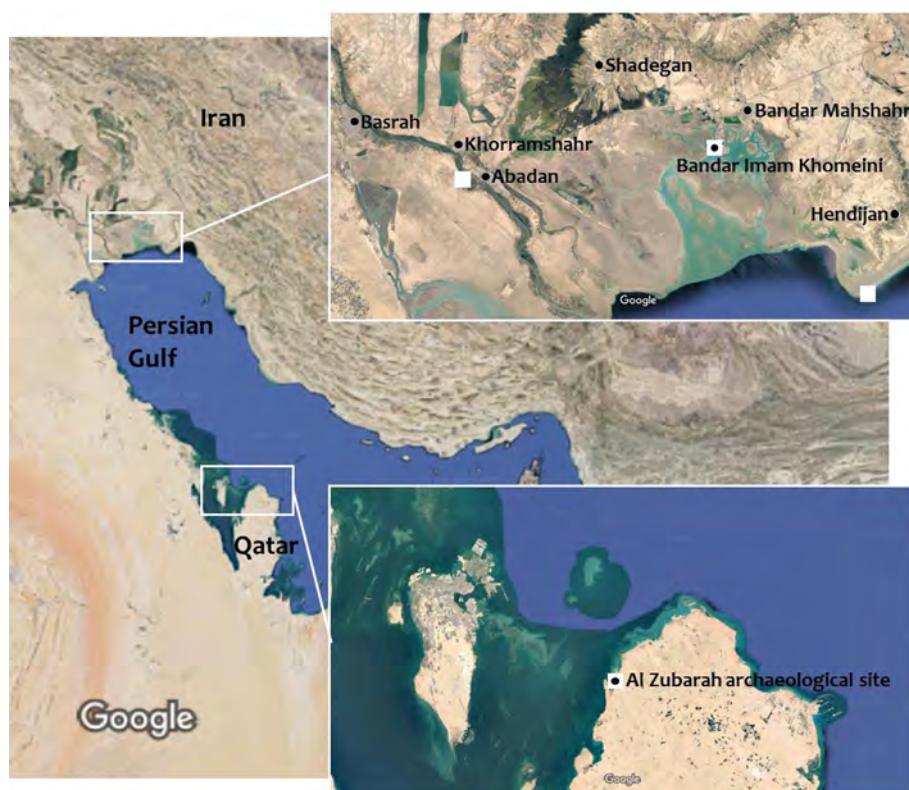 Iran
Persian
Gulf
Qatar
Google
Shadegan
Bandar Mahshahr
Basrah
Khorramshahr
Bandar Imam Khomeini
Abadan
Hendijan
Google
Al Zubarah archaeological site
Google